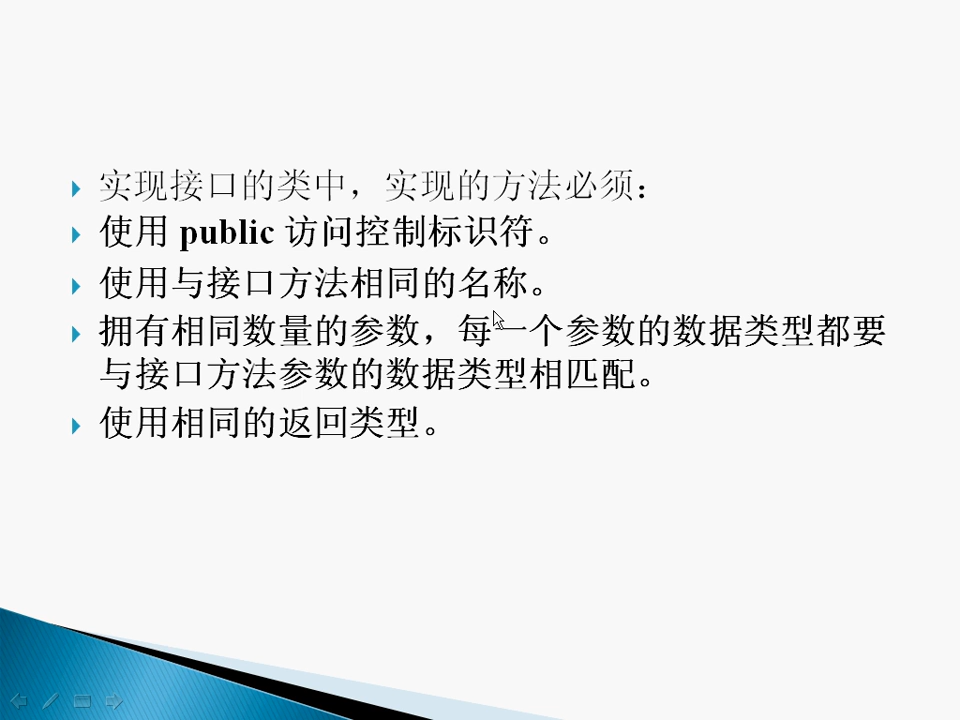 实现接口的类中，实现的方法必须：
使用 public 访问控制标识符。
使用与接口方法相同的名称。
拥有相同数量的参数，每一个参数的数据类型都要
与接口方法参数的数据类型相匹配。
使用相同的返回类型。